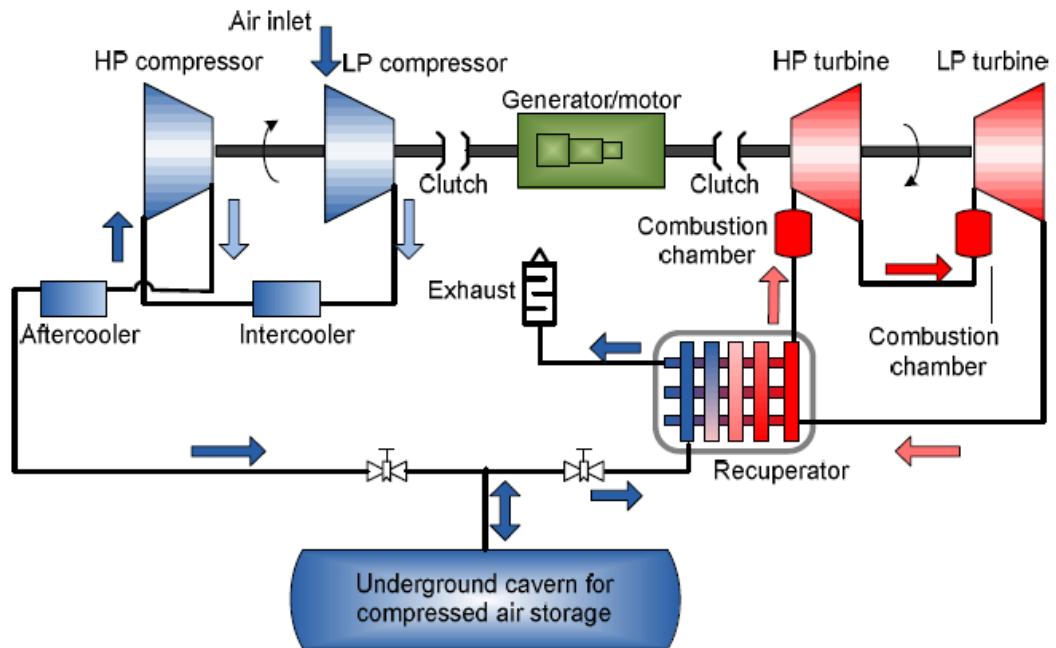 Air inlet
HP compressor
LP compressor
Generator/motor
HP turbine
LP turbine
Clutch
Clutch
Combustion
chamber
Exhaust
Aftercooler
Intercooler
Combustion
chamber
Recuperator
Underground cavern for
compressed air storage